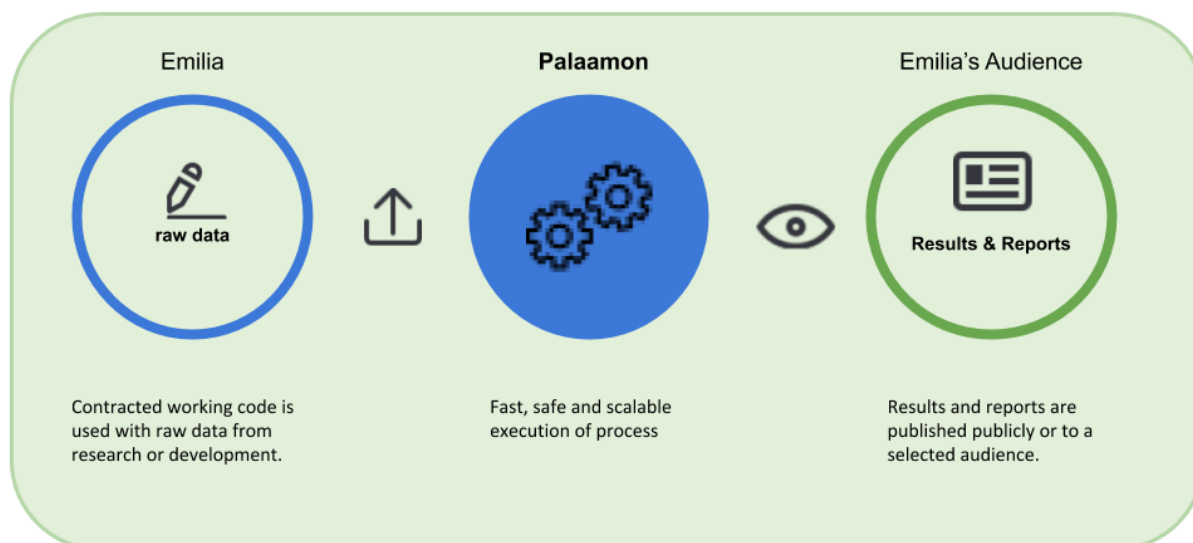 Emilia
Palaamon
Emilia's Audience
raw data
Results & Reports
Contracted working code is
used with raw data from
research or development.
Fast, safe and scalable
execution of process
Results and reports are
published publicly or to a
selected audience.